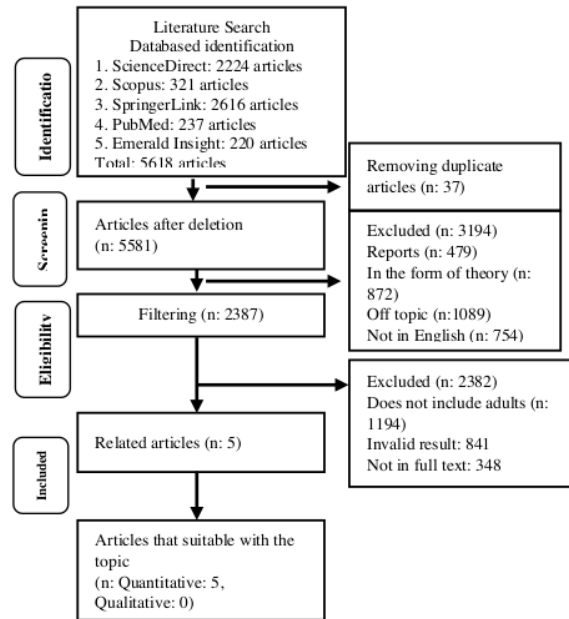 Literature Search
Databased identification
1. ScienceDirect: 2224 articles
2. Scopus: 321 articles
3. SpringerLink: 2616 articles
4. PubMed: 237 articles
5. Emerald Insight: 220 articles
Total: 5618 articles
Identificatio
Removing duplicate
articles (n: 37)
Screenin
Articles after deletion
(n: 5581)
Excluded (n: 3194)
Reports (n: 479)
In the form of theory (n:
872)
Off topic (n:1089)
Not in English (n: 754)
Eligibility
Filtering (n: 2387)
Excluded (n: 2382)
Does not include adults (n:
1194)
Invalid result: 841
Not in full text: 348
Included
Related articles (n: 5)
Articles that suitable with the
topic
(n: Quantitative: 5,
Qualitative: 0)